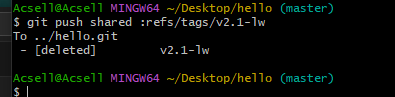 Acsell@Acsell MINGW64 ~/Desktop/hello (master)
$ git push shared :refs/tags/v2.1-lw
To ../hello.git
 - [deleted]         v2.1-lw
Acsell@Acsell MINGW64 ~/Desktop/hello (master)
$